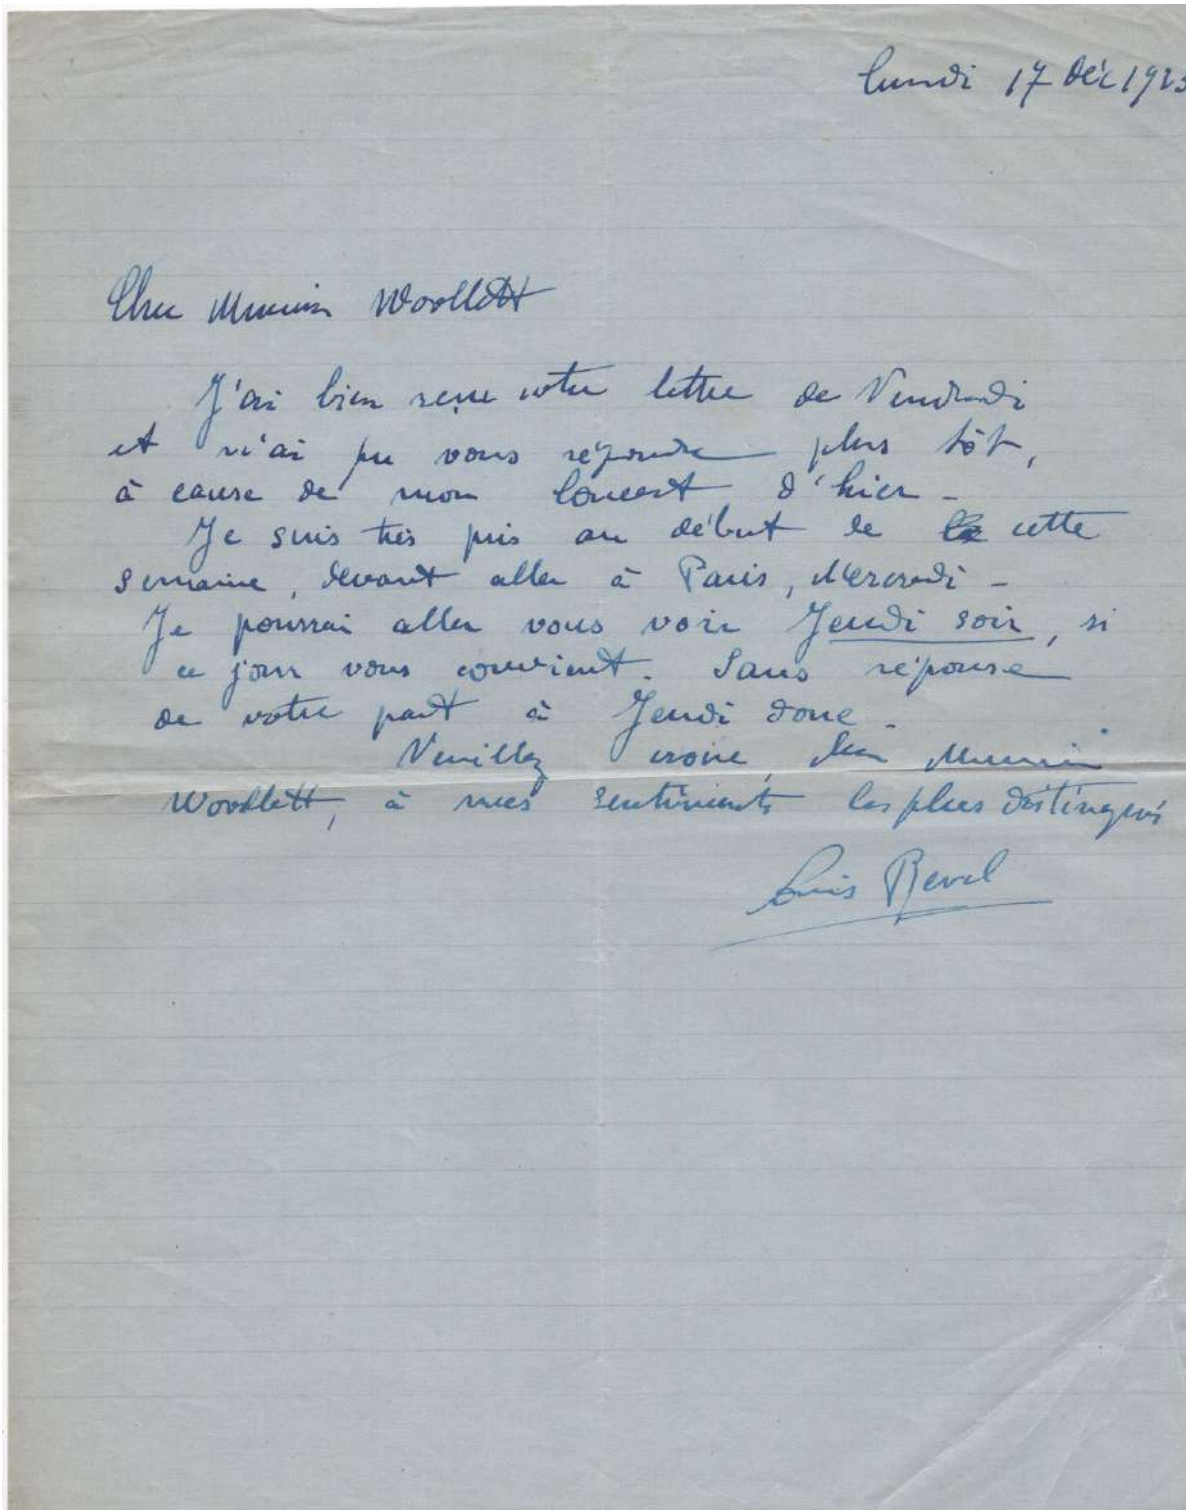 Lundi 17 Déc 1923
Cher Monsieur Woollett
J'ai bien reçu votre lettre de Vendredi
et n'ai pu vous répondre plus tôt,
à cause de mon Concert d'hier -
Je suis très pris au début de cette
semaine, devant aller à Paris, Mercredi -
Je pourrai aller vous voir Jeudi soir, si
ce jour vous convient. Sans réponse
de votre part à Jeudi donc -
Veuillez croire, cher Monsieur
Woollett, à mes sentiments les plus distingués
Louis Revel